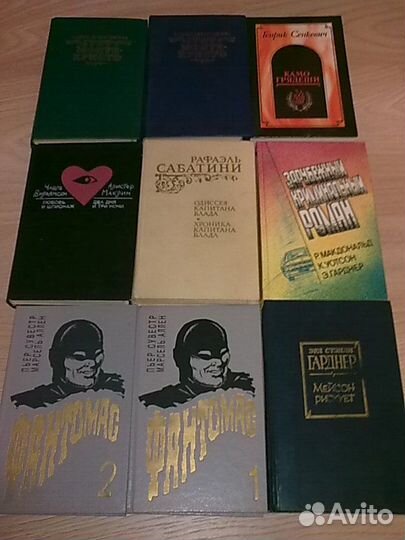 Генрик Сенкевич
КАМО
ГРЯДЕШИ
Чарлз
Вильямсон
ЛЮБОВЬ
И ШПИОНАЖ
Алистер
Маклин
ДВА ДНЯ
И ТРИ НОЧИ
РАФАЭЛЬ
САБАТИНИ
ОДИССЕЯ
КАПИТАНА
БЛАДА
ХРОНИКА
КАПИТАНА
БЛАДА
ЗАРУБЕЖНЫЙ
КРИМИНАЛЬНЫЙ
РОМАН
Р.МАКДОНАЛЬД
К.УОТСОН
Э.ГАРДНЕР
ПЬЕР СУВЕСТР
МАРСЕЛЬ АЛЛЕН
ФАНТОМАС
2
ПЬЕР СУВЕСТР
МАРСЕЛЬ АЛЛЕН
ФАНТОМАС
1
ЭРЛ СТЕНЛИ
ГАРДНЕР
МЕЙСОН
РИСКУЕТ
Avito